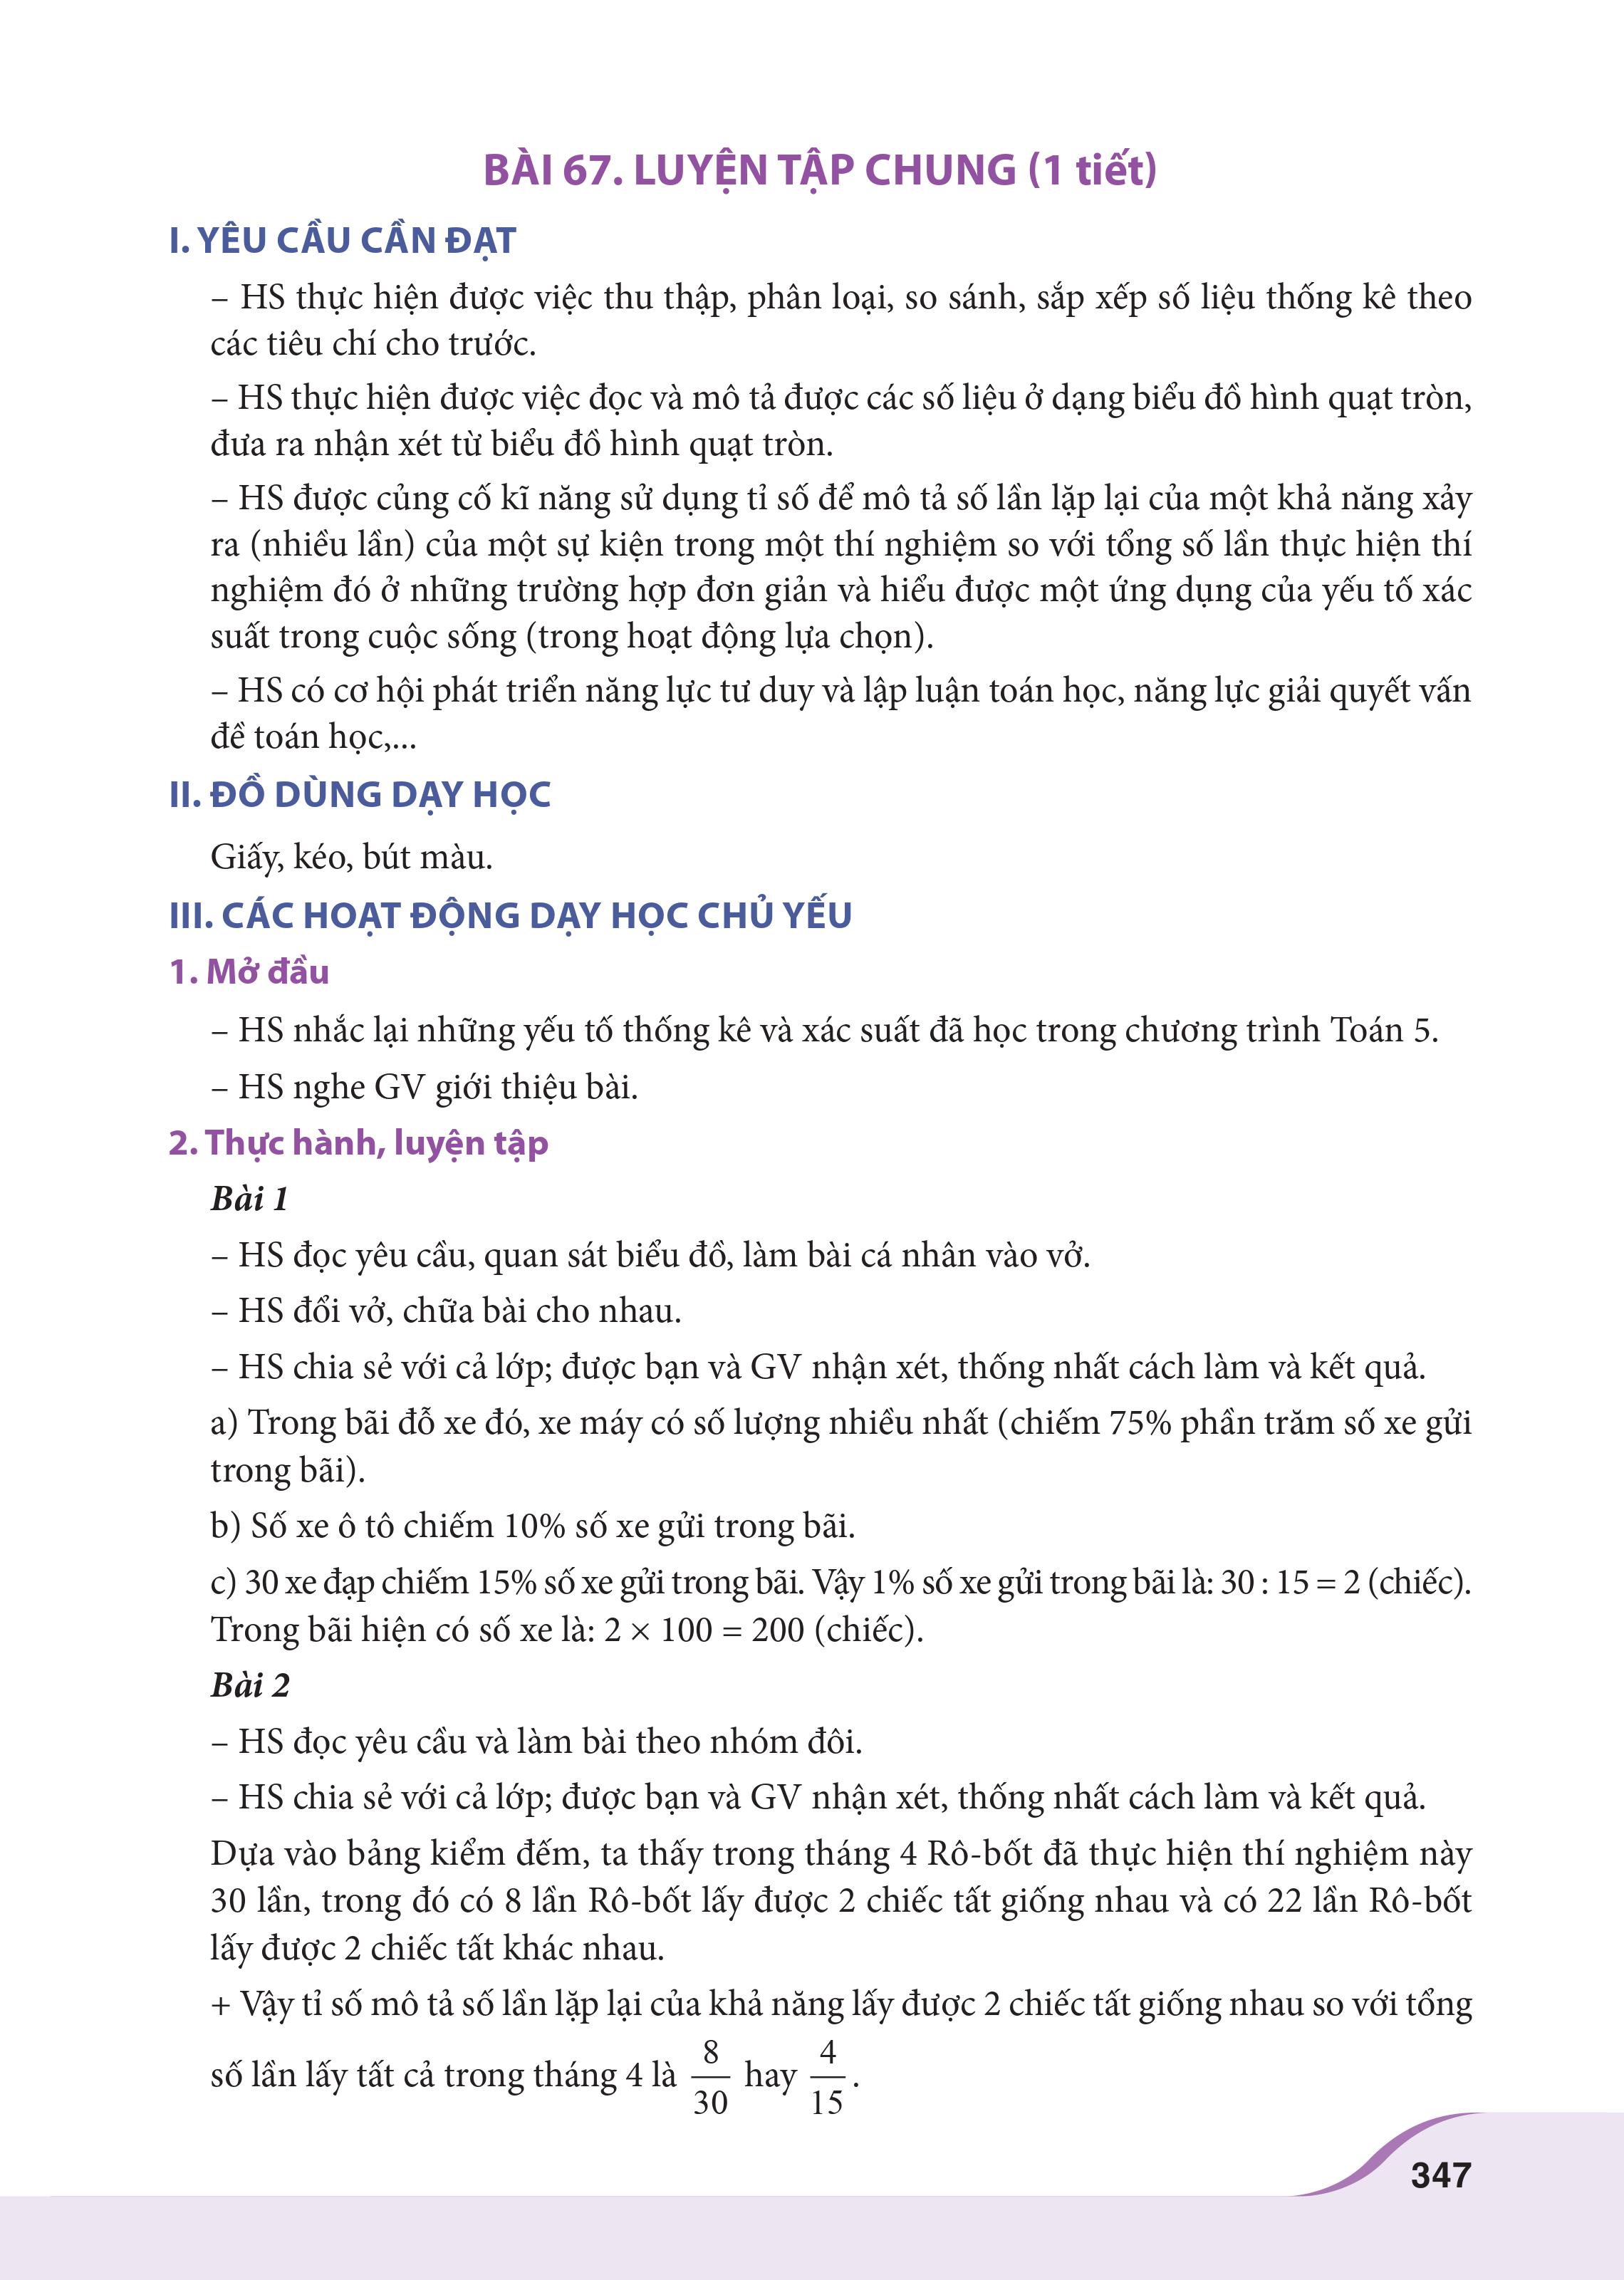 BÀI 67. LUYỆN TẬP CHUNG (1 tiết)
I. YÊU CẦU CẦN ĐẠT
– HS thực hiện được việc thu thập, phân loại, so sánh, sắp xếp số liệu thống kê theo
các tiêu chí cho trước.
– HS thực hiện được việc đọc và mô tả được các số liệu ở dạng biểu đồ hình quạt tròn,
đưa ra nhận xét từ biểu đồ hình quạt tròn.
– HS được củng cố kĩ năng sử dụng tỉ số để mô tả số lần lặp lại của một khả năng xảy
ra (nhiều lần) của một sự kiện trong một thí nghiệm so với tổng số lần thực hiện thí
nghiệm đó ở những trường hợp đơn giản và hiểu được một ứng dụng của yếu tố xác
suất trong cuộc sống (trong hoạt động lựa chọn).
– HS có cơ hội phát triển năng lực tư duy và lập luận toán học, năng lực giải quyết vấn
đề toán học,...
II. ĐỒ DÙNG DẠY HỌC
Giấy, kéo, bút màu.
III. CÁC HOẠT ĐỘNG DẠY HỌC CHỦ YẾU
1. Mở đầu
– HS nhắc lại những yếu tố thống kê và xác suất đã học trong chương trình Toán 5.
– HS nghe GV giới thiệu bài.
2. Thực hành, luyện tập
Bài 1
– HS đọc yêu cầu, quan sát biểu đồ, làm bài cá nhân vào vở.
– HS đổi vở, chữa bài cho nhau.
– HS chia sẻ với cả lớp; được bạn và GV nhận xét, thống nhất cách làm và kết quả.
a) Trong bãi đỗ xe đó, xe máy có số lượng nhiều nhất (chiếm 75% phần trăm số xe gửi
trong bãi).
b) Số xe ô tô chiếm 10% số xe gửi trong bãi.
c) 30 xe đạp chiếm 15% số xe gửi trong bãi. Vậy 1% số xe gửi trong bãi là: 30 : 15 = 2 (chiếc).
Trong bãi hiện có số xe là: 2 × 100 = 200 (chiếc).
Bài 2
– HS đọc yêu cầu và làm bài theo nhóm đôi.
– HS chia sẻ với cả lớp; được bạn và GV nhận xét, thống nhất cách làm và kết quả.
Dựa vào bảng kiểm đếm, ta thấy trong tháng 4 Rô-bốt đã thực hiện thí nghiệm này
30 lần, trong đó có 8 lần Rô-bốt lấy được 2 chiếc tất giống nhau và có 22 lần Rô-bốt
lấy được 2 chiếc tất khác nhau.
+ Vậy tỉ số mô tả số lần lặp lại của khả năng lấy được 2 chiếc tất giống nhau so với tổng
số lần lấy tất cả trong tháng 4 là 8/30 hay 4/15.
347